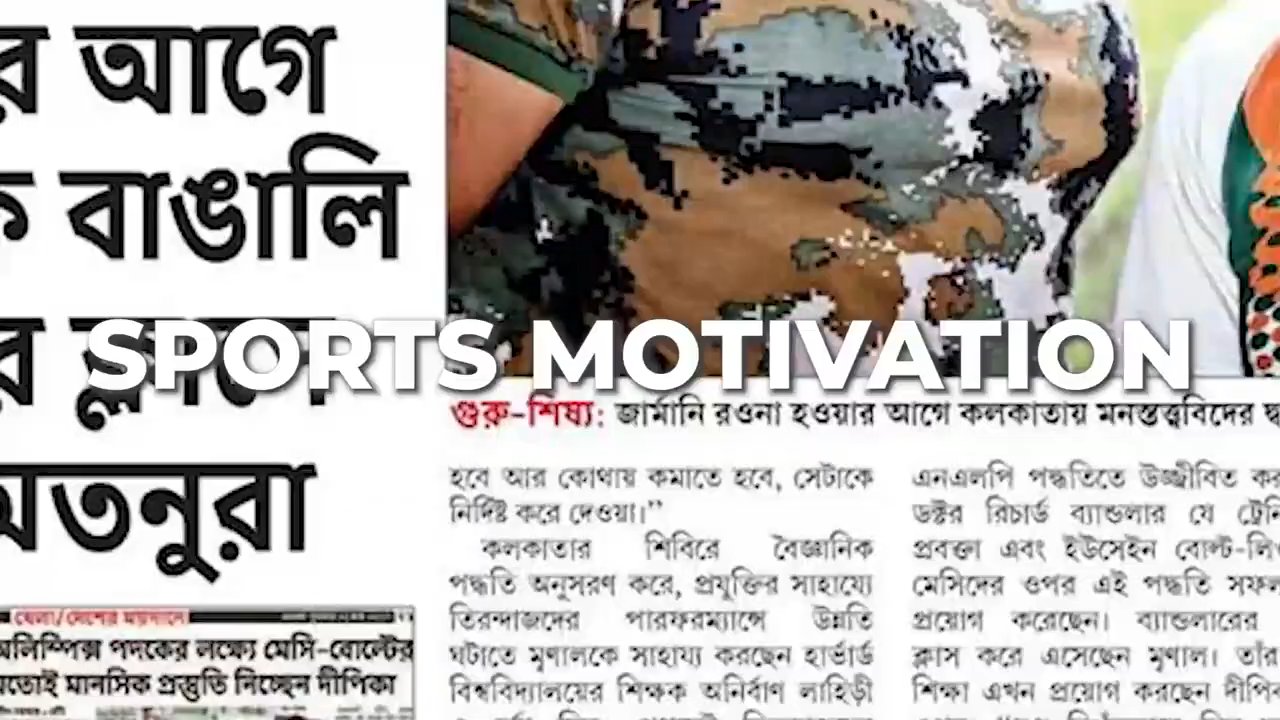 র আগে
ক বাঙালি
র ক্লাসে
অতনুরা
SPORTS MOTIVATION
গুরু-শিষ্য: জার্মানি রওনা হওয়ার আগে কলকাতায় মনস্তত্ত্ববিদের
হবে আর কোথায় কমাতে হবে, সেটাকে
নির্দিষ্ট করে দেওয়া।”
কলকাতার শিবিরে বৈজ্ঞানিক
পদ্ধতি অনুসরণ করে, প্রযুক্তির সাহায্যে
তিরন্দাজদের পারফরম্যান্সে উন্নতি
ঘটাতে মৃণালকে সাহায্য করছেন হার্ভার্ড
বিশ্ববিদ্যালয়ের শিক্ষক অনির্বাণ লাহিড়ী
এনএলপি পদ্ধতিতে উজ্জীবিত কর
ডক্টর রিচার্ড ব্যান্ডলার যে ট্রেনি
প্রবক্তা এবং ইউসেইন বোল্ট-লি
মেসিদের ওপর এই পদ্ধতি সফল
প্রয়োগ করেছেন। ব্যান্ডলারের
ক্লাস করে এসেছেন মৃণাল। তাঁর
শিক্ষা এখন প্রয়োগ করছেন দীপি
খেলা/দেশের ময়দানে
অলিম্পিক্স পদকের লক্ষ্যে মেসি-বোল্টের
মতোই মানসিক প্রস্তুতি নিচ্ছেন দীপিকা